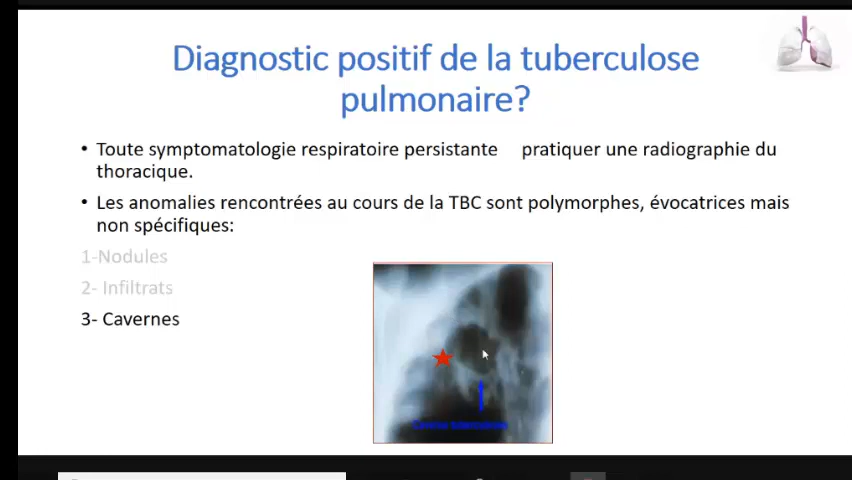 Diagnostic positif de la tuberculose
pulmonaire?
• Toute symptomatologie respiratoire persistante pratiquer une radiographie du
thoracique.
• Les anomalies rencontrées au cours de la TBC sont polymorphes, évocatrices mais
non spécifiques:
1-Nodules
2- Infiltrats
3- Cavernes